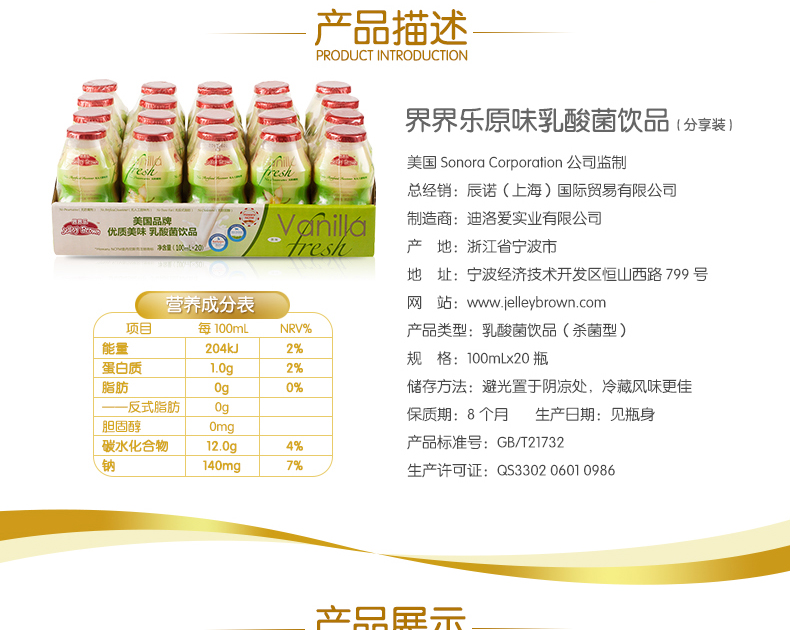 产品描述
PRODUCT INTRODUCTION
界界乐原味乳酸菌饮品（分享装）
美国 Sonora Corporation 公司监制
总经销：辰诺（上海）国际贸易有限公司
制造商：迪洛爱实业有限公司
产　地：浙江省宁波市
地　址：宁波经济技术开发区恒山西路 799 号
网　站：www.jelleybrown.com
产品类型：乳酸菌饮品（杀菌型）
规　格：100mLx20 瓶
储存方法：避光置于阴凉处，冷藏风味更佳
保质期：8 个月　生产日期：见瓶身
产品标准号：GB/T21732
生产许可证：QS3302 0601 0986
Vanilla
fresh
Jelley Brown
美国品牌
优质美味 乳酸菌饮品
净含量(100mL×20)
Vanilla
fresh
营养成分表
项目 每 100mL NRV%
能量 204kJ 2%
蛋白质 1.0g 2%
脂肪 0g 0%
——反式脂肪 0g
胆固醇 0mg
碳水化合物 12.0g 4%
钠 140mg 7%
产品展示